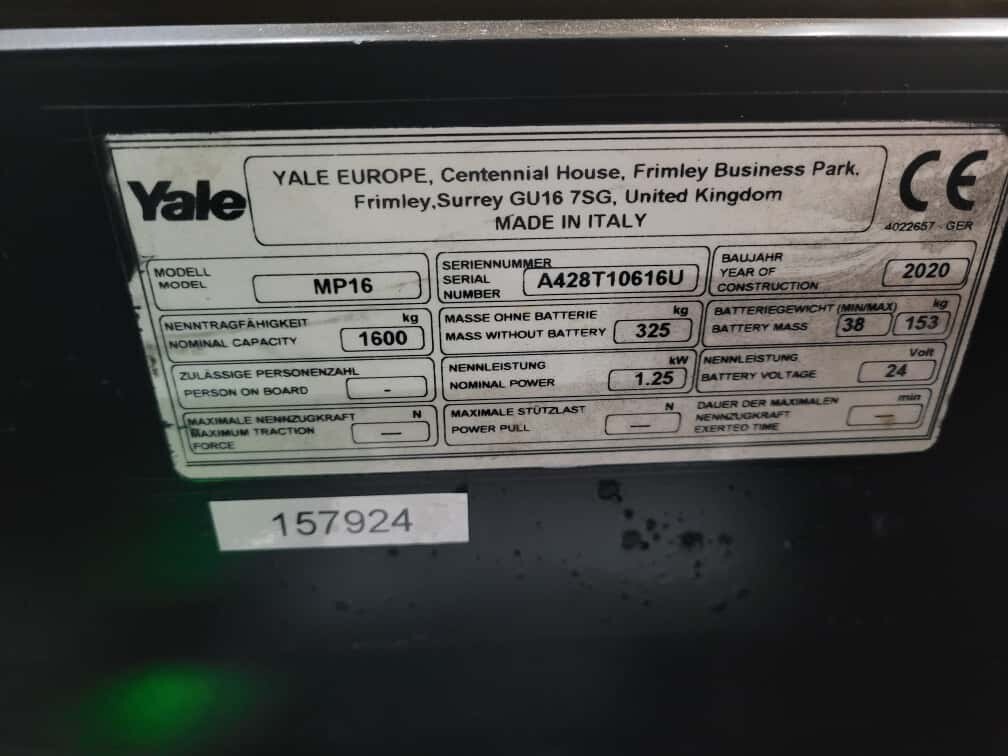 Yale
YALE EUROPE, Centennial House, Frimley Business Park,
Frimley,Surrey GU16 7SG, United Kingdom
MADE IN ITALY
CE
4022657 - GER
MODELL
MODEL
MP16
SERIENNUMMER
SERIAL
NUMBER
A428T10616U
BAUJAHR
YEAR OF
CONSTRUCTION
2020
NENNTRAGFÄHIGKEIT
NOMINAL CAPACITY
kg
1600
MASSE OHNE BATTERIE
MASS WITHOUT BATTERY
kg
325
BATTERIEGEWICHT (MIN/MAX)
BATTERY MASS
kg
38
153
ZULÄSSIGE PERSONENZAHL
PERSON ON BOARD
-
NENNLEISTUNG
NOMINAL POWER
kW
1.25
NENNLEISTUNG
BATTERY VOLTAGE
Volt
24
MAXIMALE NENNZUGKRAFT
MAXIMUM TRACTION
FORCE
N
—
MAXIMALE STÜTZLAST
POWER PULL
N
—
DAUER DER MAXIMALEN
NENNZUGKRAFT
EXERTED TIME
min
—
157924